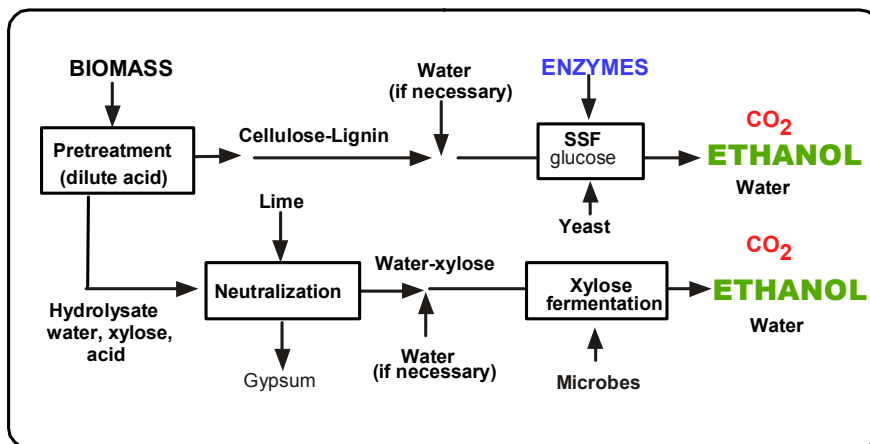 BIOMASS
Water
(if necessary)
ENZYMES
Pretreatment
(dilute acid)
Cellulose-Lignin
SSF
glucose
CO2
ETHANOL
Water
Yeast
Lime
Neutralization
Water-xylose
Xylose
fermentation
CO2
ETHANOL
Water
Hydrolysate
water, xylose,
acid
Gypsum
Water
(if necessary)
Microbes